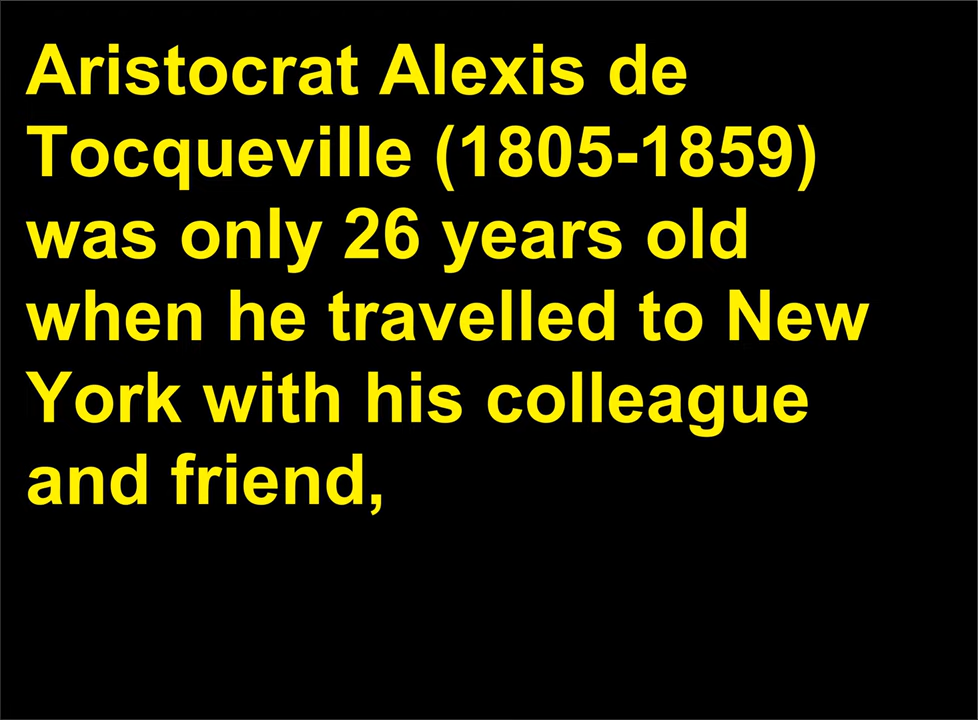 Aristocrat Alexis de
Tocqueville (1805-1859)
was only 26 years old
when he travelled to New
York with his colleague
and friend,